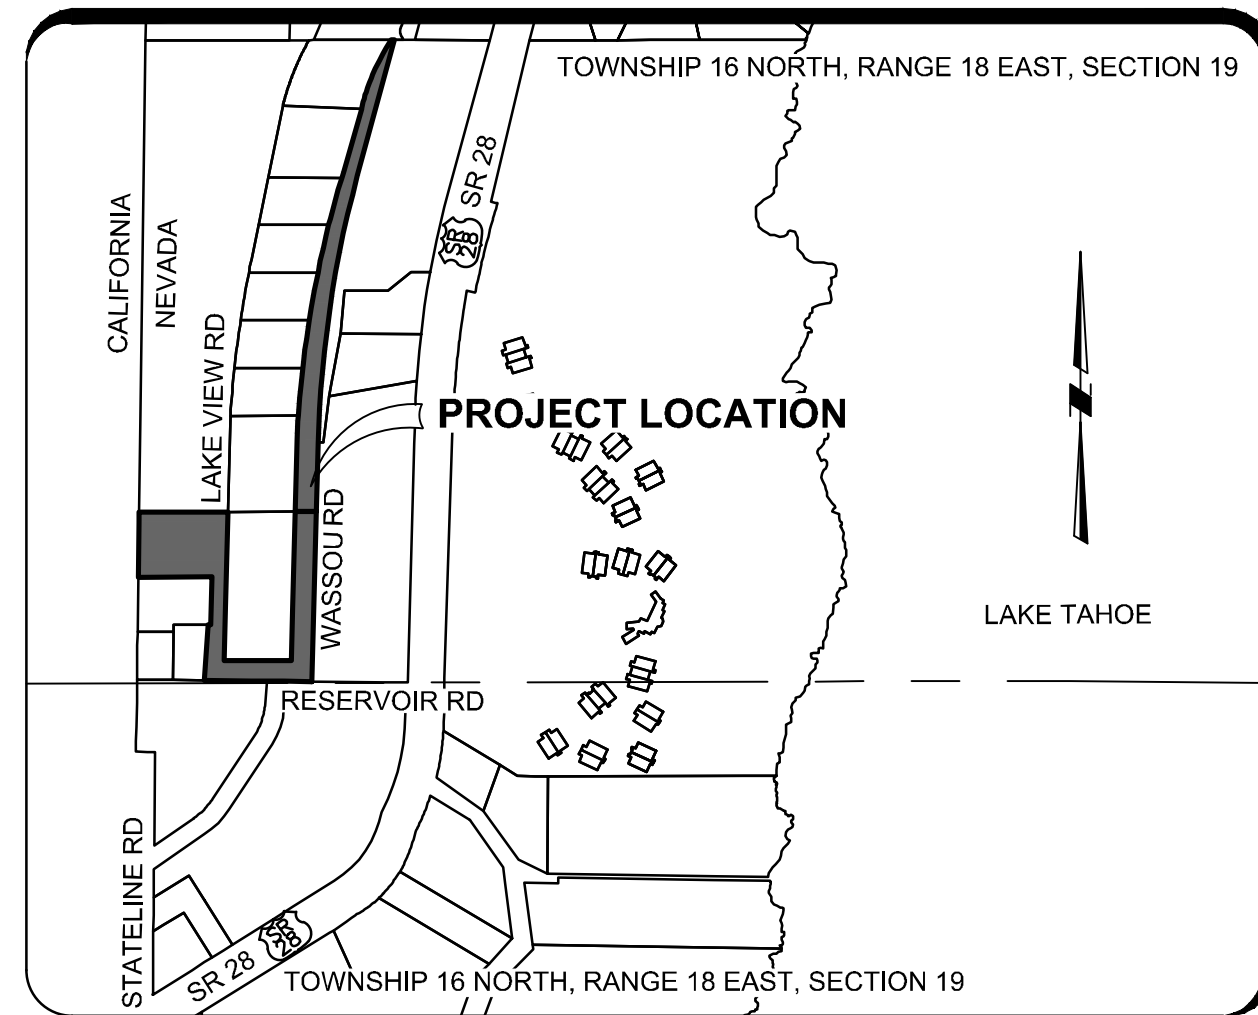 TOWNSHIP 16 NORTH, RANGE 18 EAST, SECTION 19
SR 28
SR
28
CALIFORNIA
NEVADA
LAKE VIEW RD
PROJECT LOCATION
WASSOU RD
N
LAKE TAHOE
RESERVOIR RD
STATELINE RD
SR
28
SR 28
TOWNSHIP 16 NORTH, RANGE 18 EAST, SECTION 19